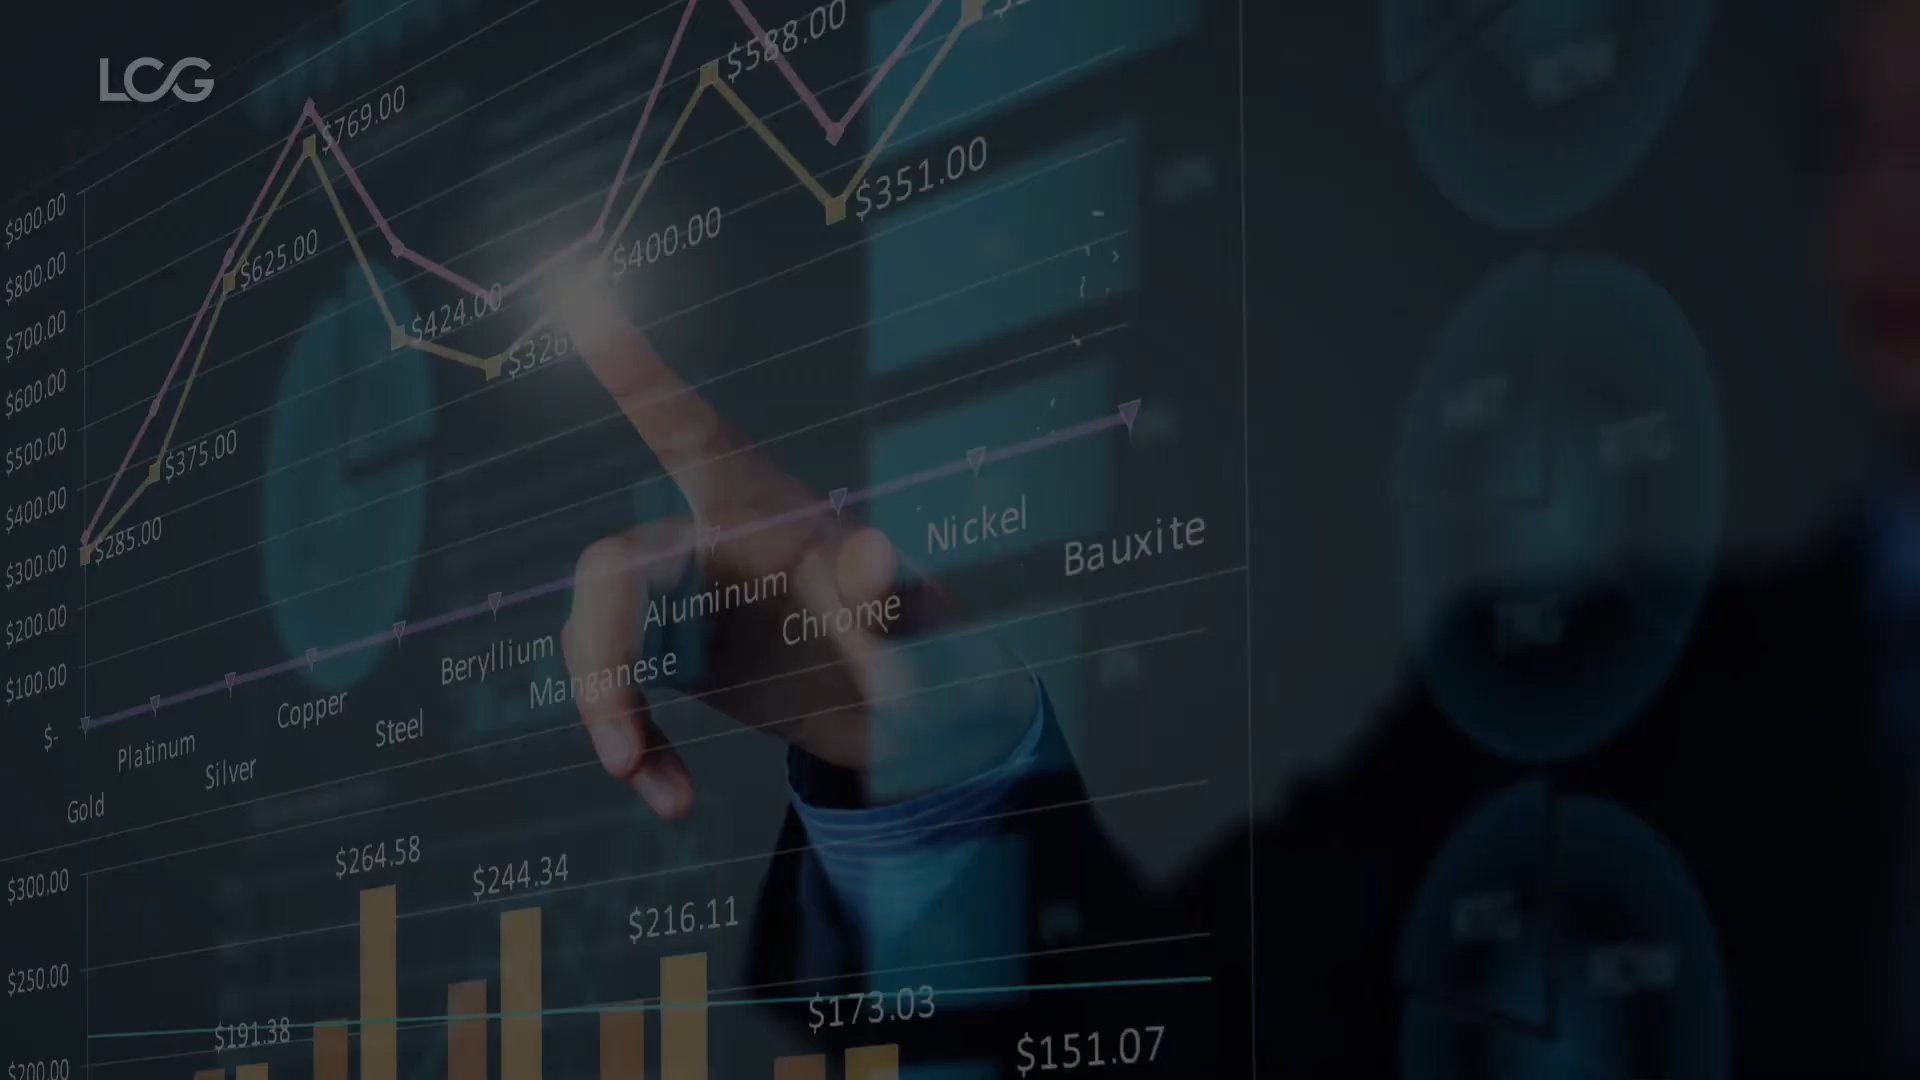 LCG
$588.00
$769.00
$351.00
$900.00
$400.00
$625.00
$800.00
$424.00
$700.00
$326.
$600.00
$500.00
$375.00
$400.00
$285.00
$300.00
$200.00
$100.00
$-
Gold
Platinum
Silver
Copper
Steel
Beryllium
Manganese
Aluminum
Chrome
Nickel
Bauxite
$300.00
$264.58
$244.34
$216.11
$250.00
$191.38
$173.03
$151.07
$200.00